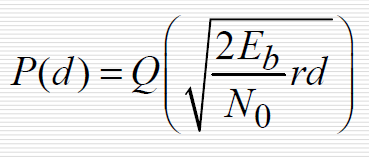 P(d) = Q(√(2E_b/N_0 rd))